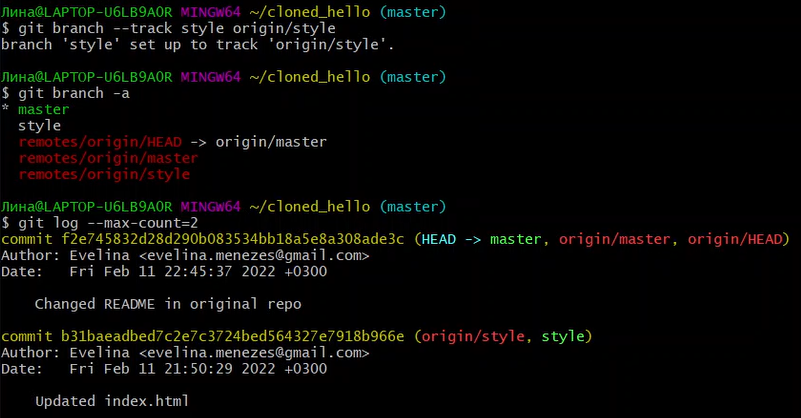 Лина@LAPTOP-U6LB9A0R MINGW64 ~/cloned_hello (master)
$ git branch --track style origin/style
branch 'style' set up to track 'origin/style'.
Лина@LAPTOP-U6LB9A0R MINGW64 ~/cloned_hello (master)
$ git branch -a
* master
  style
  remotes/origin/HEAD -> origin/master
  remotes/origin/master
  remotes/origin/style
Лина@LAPTOP-U6LB9A0R MINGW64 ~/cloned_hello (master)
$ git log --max-count=2
commit f2e745832d28d290b083534bb18a5e8a308ade3c (HEAD -> master, origin/master, origin/HEAD)
Author: Evelina <evelina.menezes@gmail.com>
Date:   Fri Feb 11 22:45:37 2022 +0300
    Changed README in original repo
commit b31baeadbed7c2e7c3724bed564327e7918b966e (origin/style, style)
Author: Evelina <evelina.menezes@gmail.com>
Date:   Fri Feb 11 21:50:29 2022 +0300
    Updated index.html